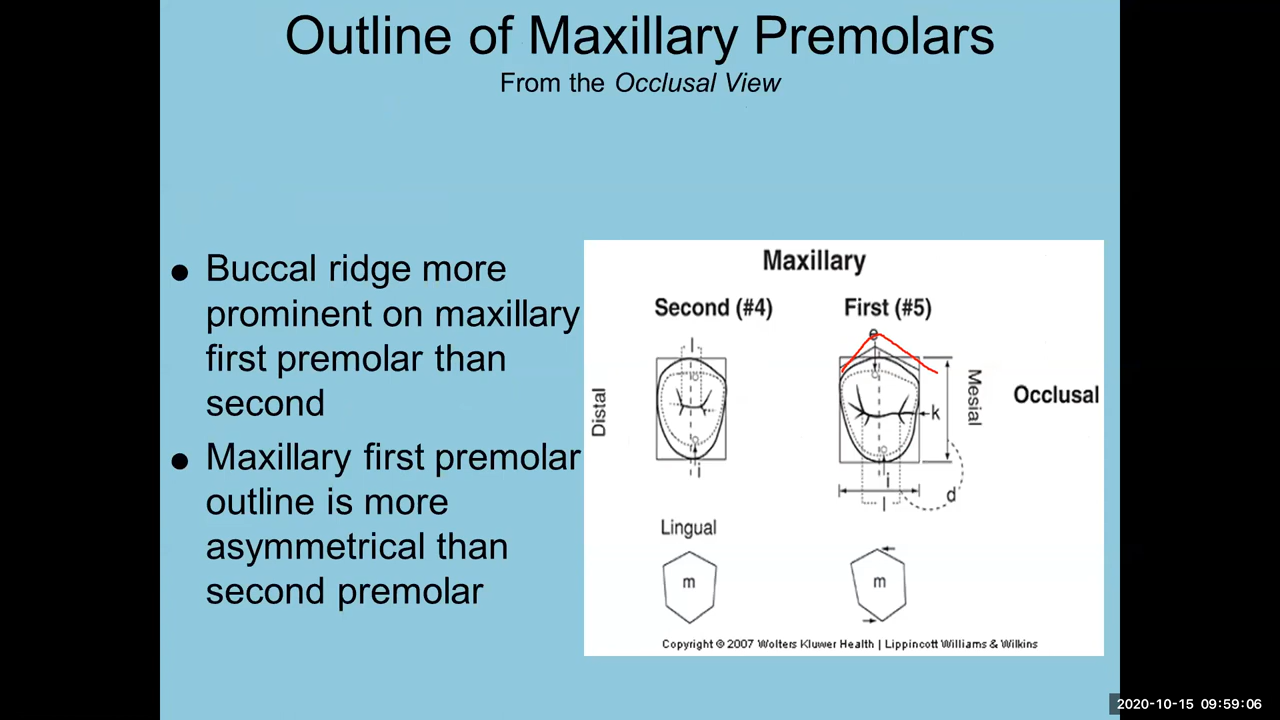 Outline of Maxillary Premolars
From the Occlusal View
● Buccal ridge more
prominent on maxillary
first premolar than
second
● Maxillary first premolar
outline is more
asymmetrical than
second premolar
Maxillary
Second (#4) First (#5)
l
e
Distal
Mesial
Occlusal
k
i
i
l
d
Lingual
m
m
Copyright © 2007 Wolters Kluwer Health | Lippincott Williams & Wilkins
2020-10-15 09:59:06